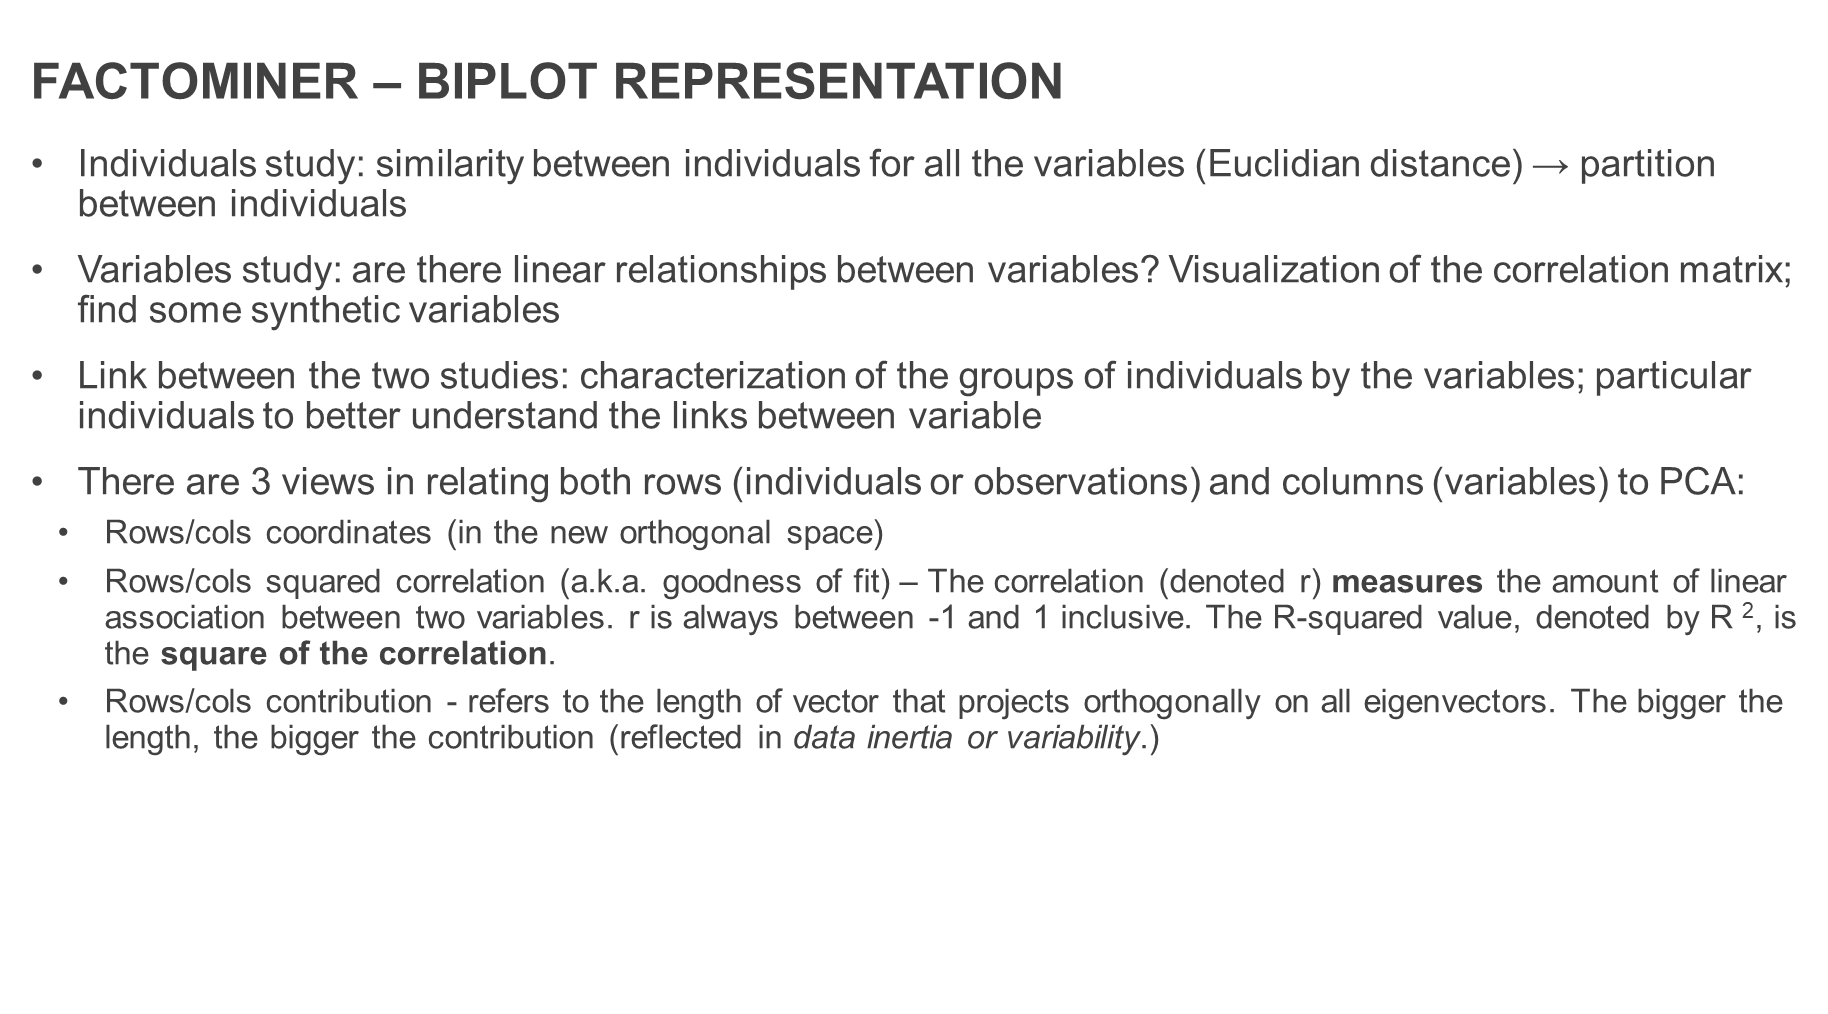 FACTOMINER – BIPLOT REPRESENTATION
• Individuals study: similarity between individuals for all the variables (Euclidian distance) → partition
between individuals
• Variables study: are there linear relationships between variables? Visualization of the correlation matrix;
find some synthetic variables
• Link between the two studies: characterization of the groups of individuals by the variables; particular
individuals to better understand the links between variable
• There are 3 views in relating both rows (individuals or observations) and columns (variables) to PCA:
• Rows/cols coordinates (in the new orthogonal space)
• Rows/cols squared correlation (a.k.a. goodness of fit) – The correlation (denoted r) measures the amount of linear
association between two variables. r is always between -1 and 1 inclusive. The R-squared value, denoted by R ², is
the square of the correlation.
• Rows/cols contribution - refers to the length of vector that projects orthogonally on all eigenvectors. The bigger the
length, the bigger the contribution (reflected in data inertia or variability.)